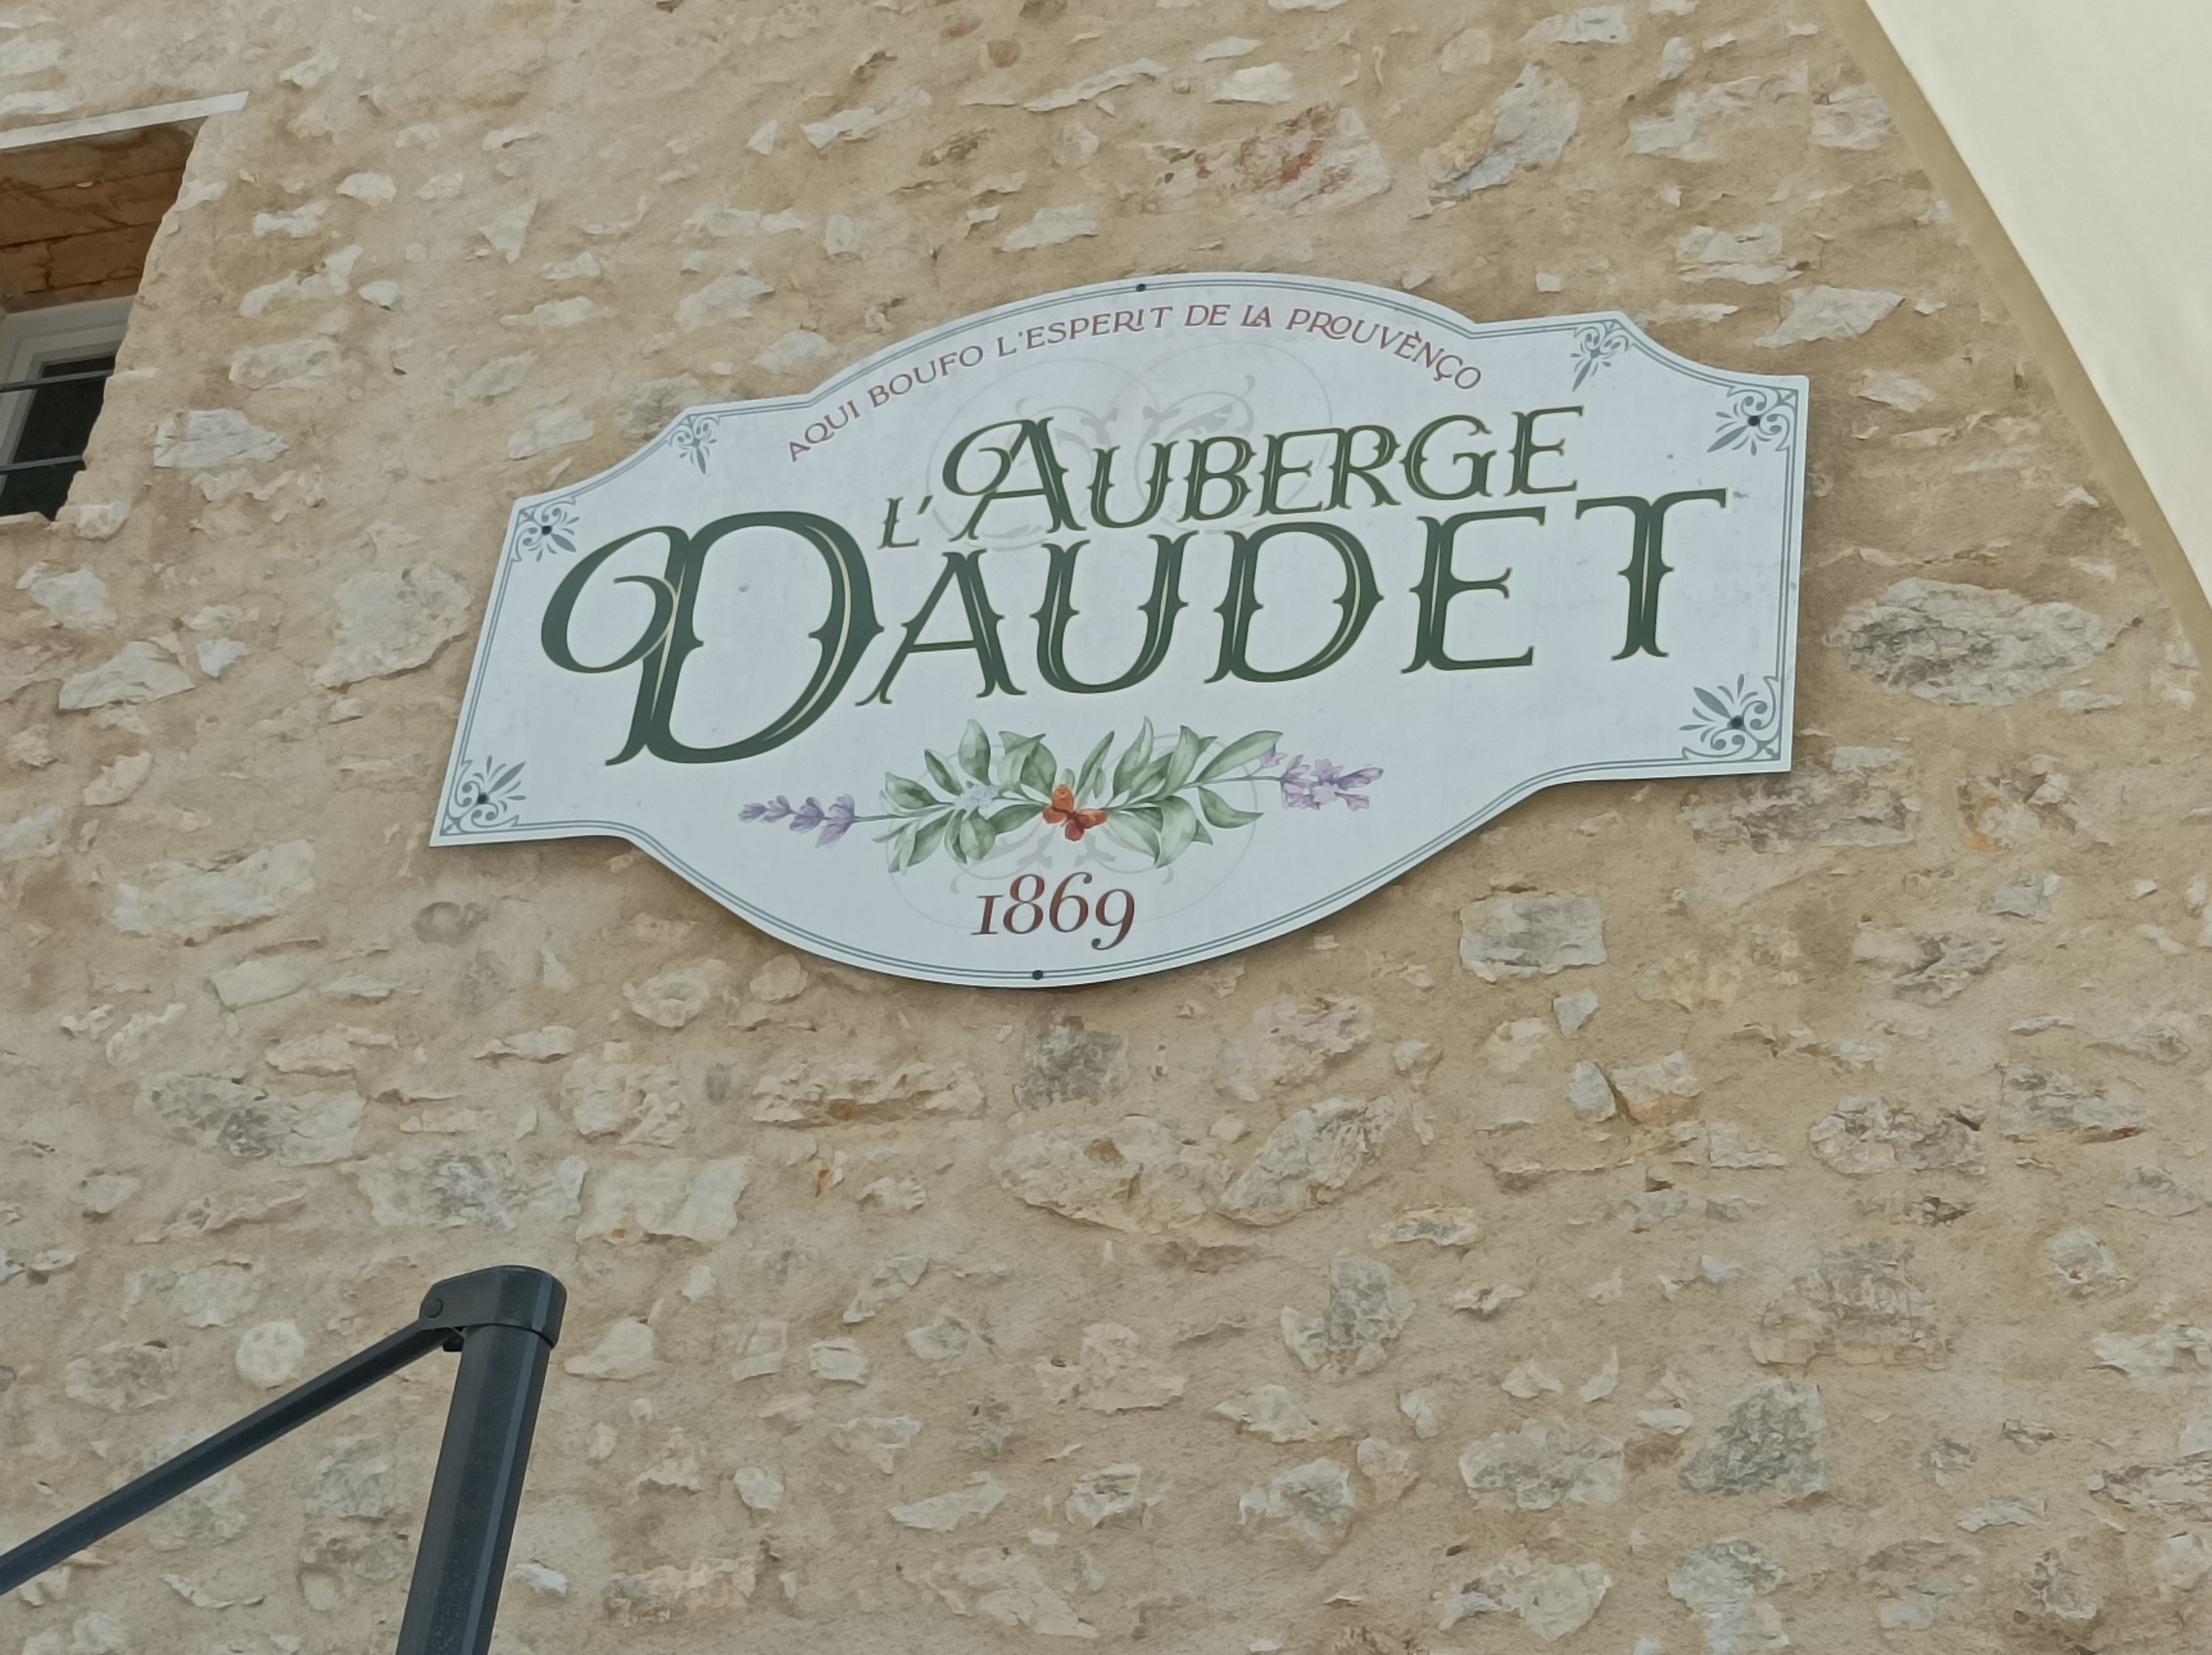 AQUI BOUFO L'ESPERIT DE LA PROUVÈNÇO
L'AUBERGE
DAUDET
1869